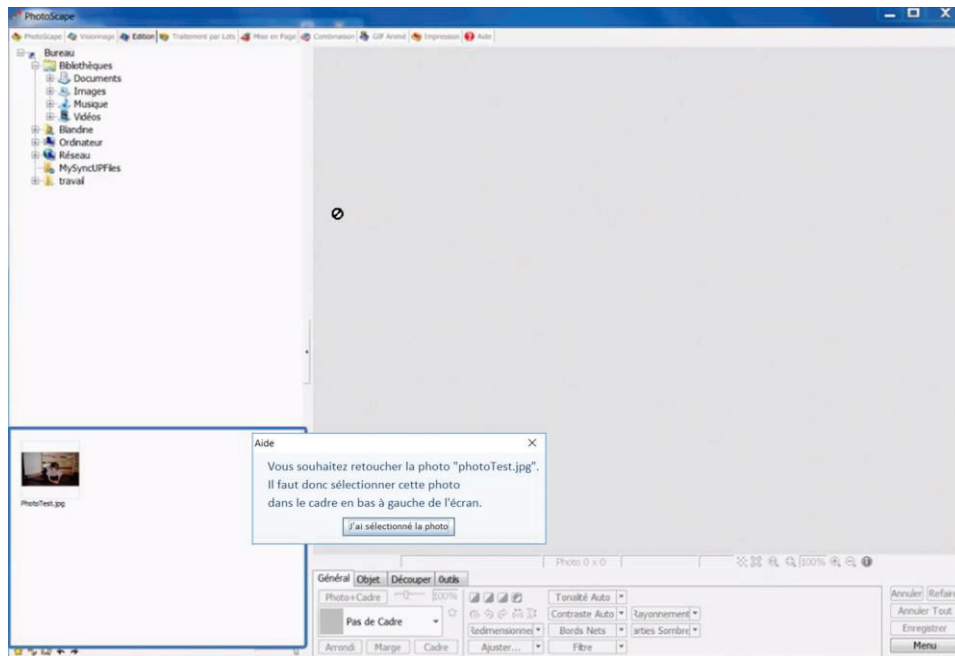 PhotoScape
PhotoScape Visionnage Edition Traitement par Lots Mise en Page Combinaison GIF Animé Impression Aide
Bureau
Bibliothèques
Documents
Images
Musique
Vidéos
Blandine
Ordinateur
Réseau
MySyncUPFiles
travail
PhotoTest.jpg
Aide
Vous souhaitez retoucher la photo "photoTest.jpg".
Il faut donc sélectionner cette photo
dans le cadre en bas à gauche de l'écran.
J'ai sélectionné la photo
Photo 0 x 0 100%
Général Objet Découper Outils
Photo+Cadre 100% Tonalité Auto Annuler Refaire
Pas de Cadre Contraste Auto Rayonnement Annuler Tout
Redimensionner Bords Nets arties Sombre Enregistrer
Arrondi Marge Cadre Ajuster... Filtre Menu